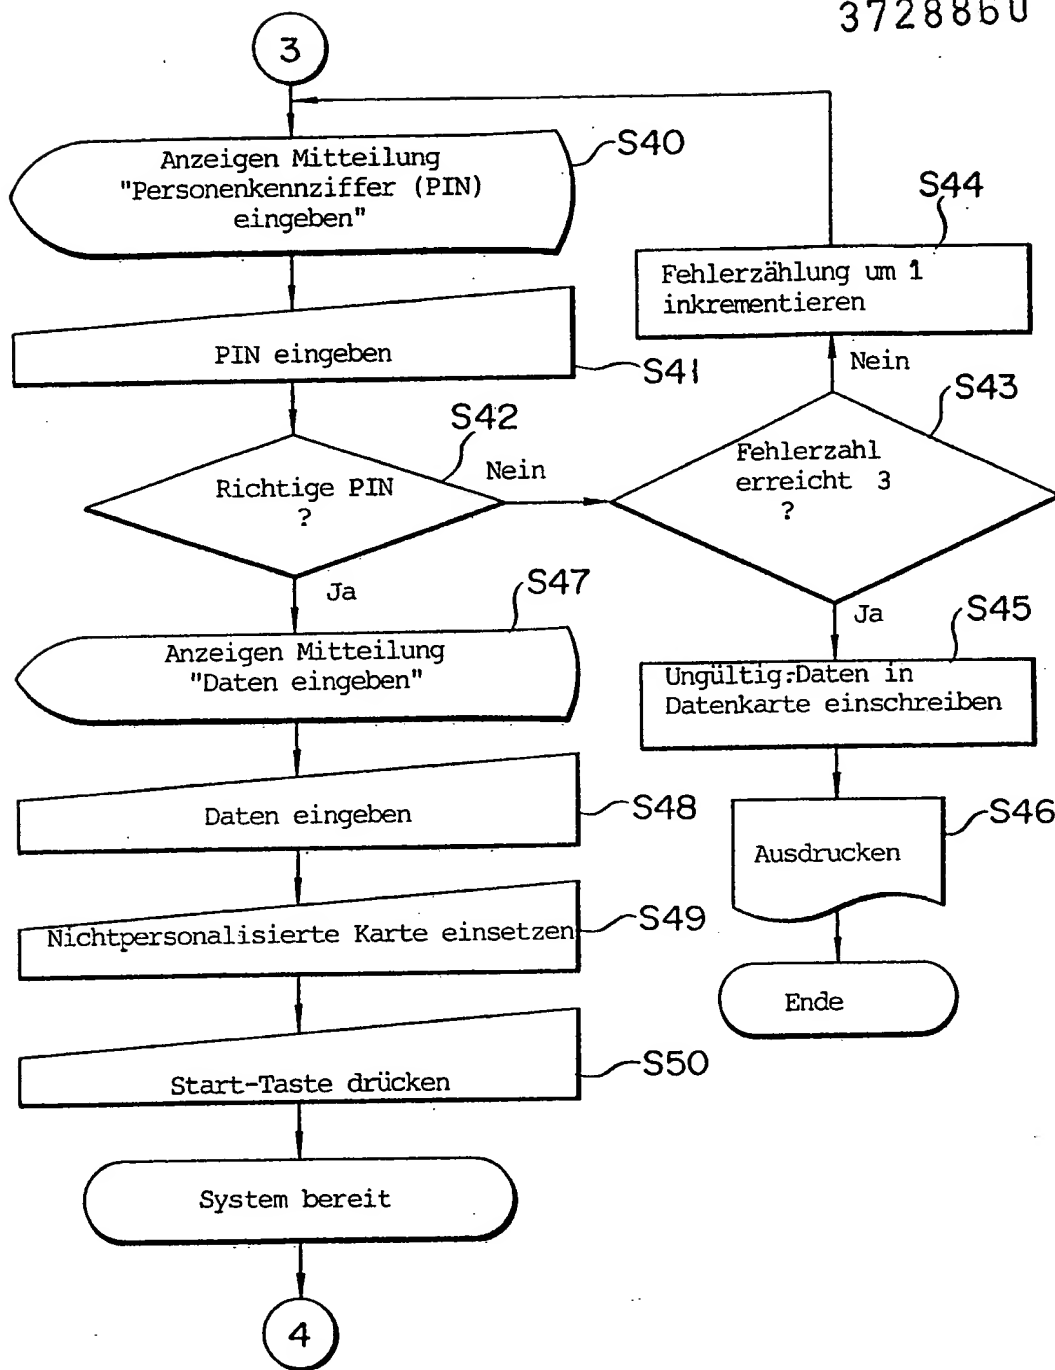 3728860
3
Anzeigen Mitteilung
"Personenkennziffer (PIN)
eingeben"
S40
PIN eingeben
S41
S42
Richtige PIN
?
Nein
Ja
S44
Fehlerzählung um 1
inkrementieren
Nein
S43
Fehlerzahl
erreicht 3
?
Ja
S45
Ungültig-Daten in
Datenkarte einschreiben
S46
Ausdrucken
Ende
S47
Anzeigen Mitteilung
"Daten eingeben"
Daten eingeben
S48
Nichtpersonalisierte Karte einsetzen
S49
Start-Taste drücken
S50
System bereit
4